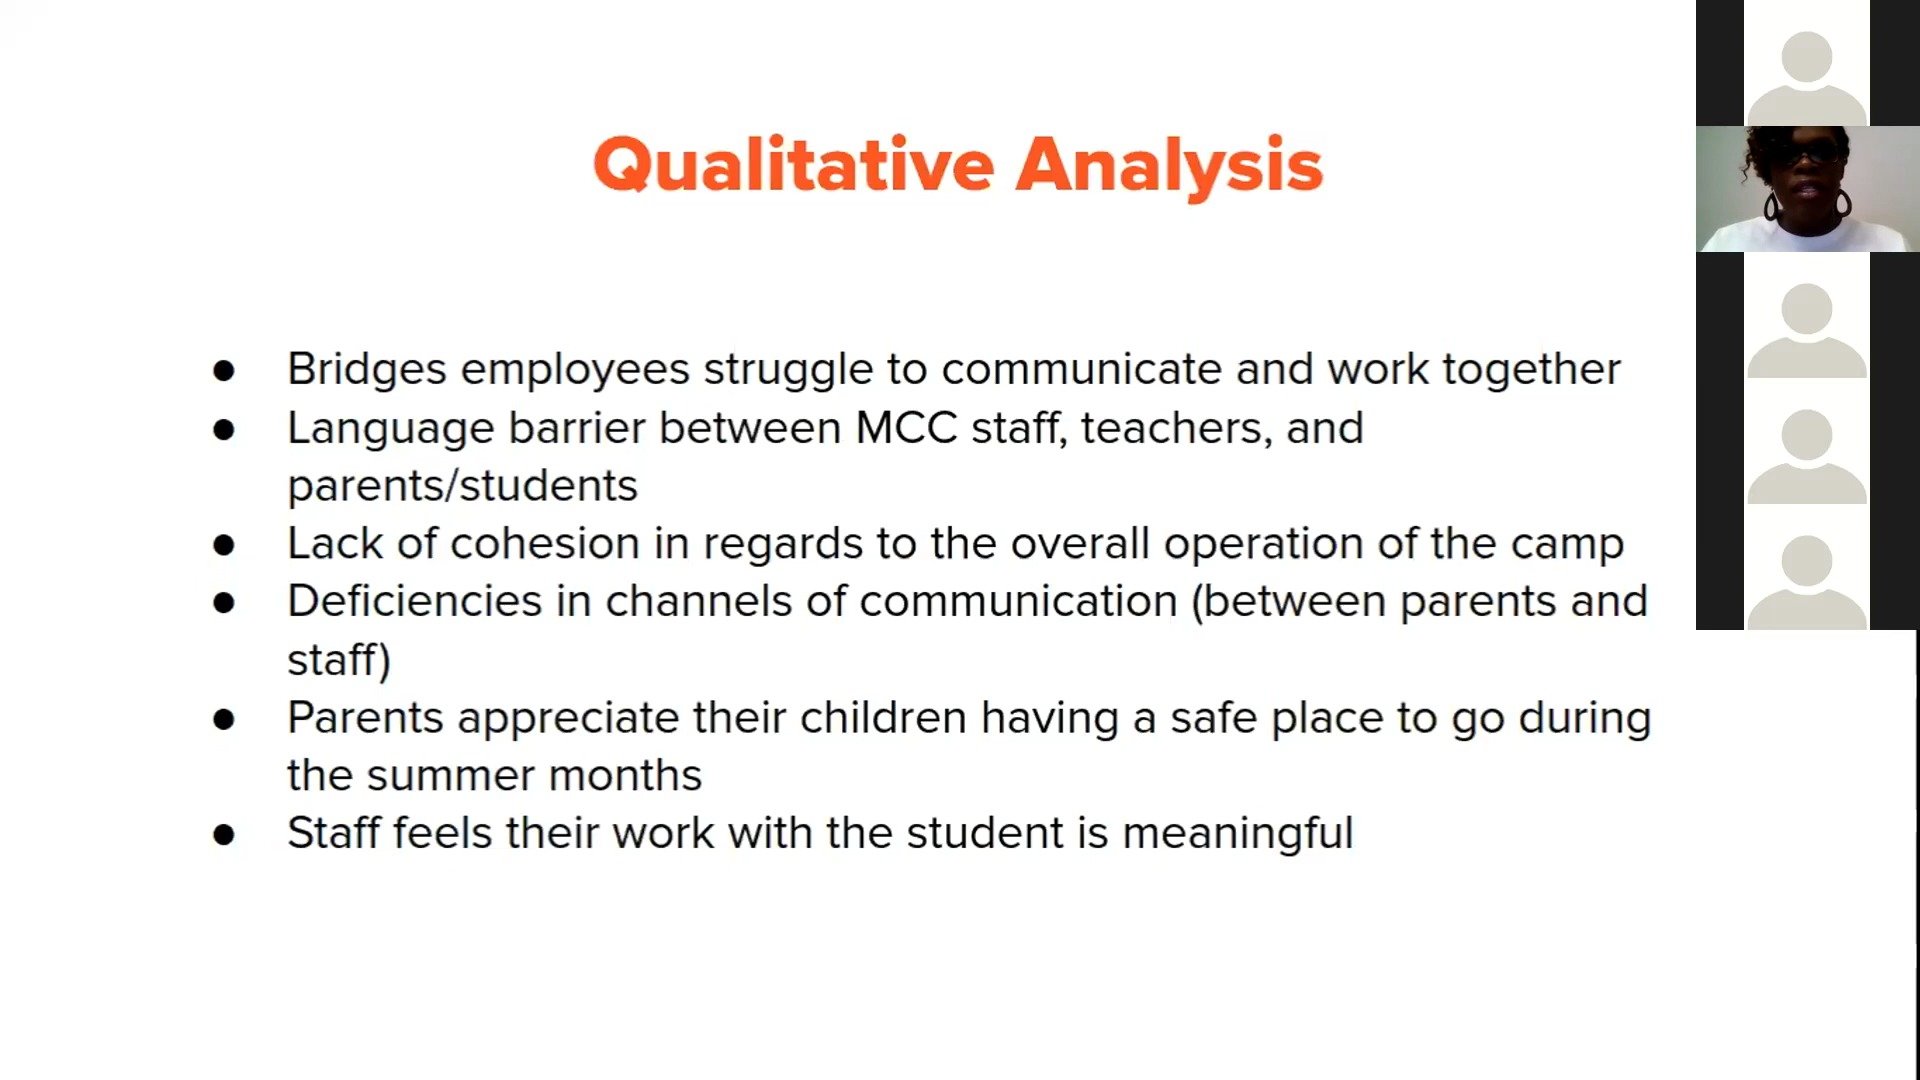 Qualitative Analysis
● Bridges employees struggle to communicate and work together
● Language barrier between MCC staff, teachers, and
parents/students
● Lack of cohesion in regards to the overall operation of the camp
● Deficiencies in channels of communication (between parents and
staff)
● Parents appreciate their children having a safe place to go during
the summer months
● Staff feels their work with the student is meaningful